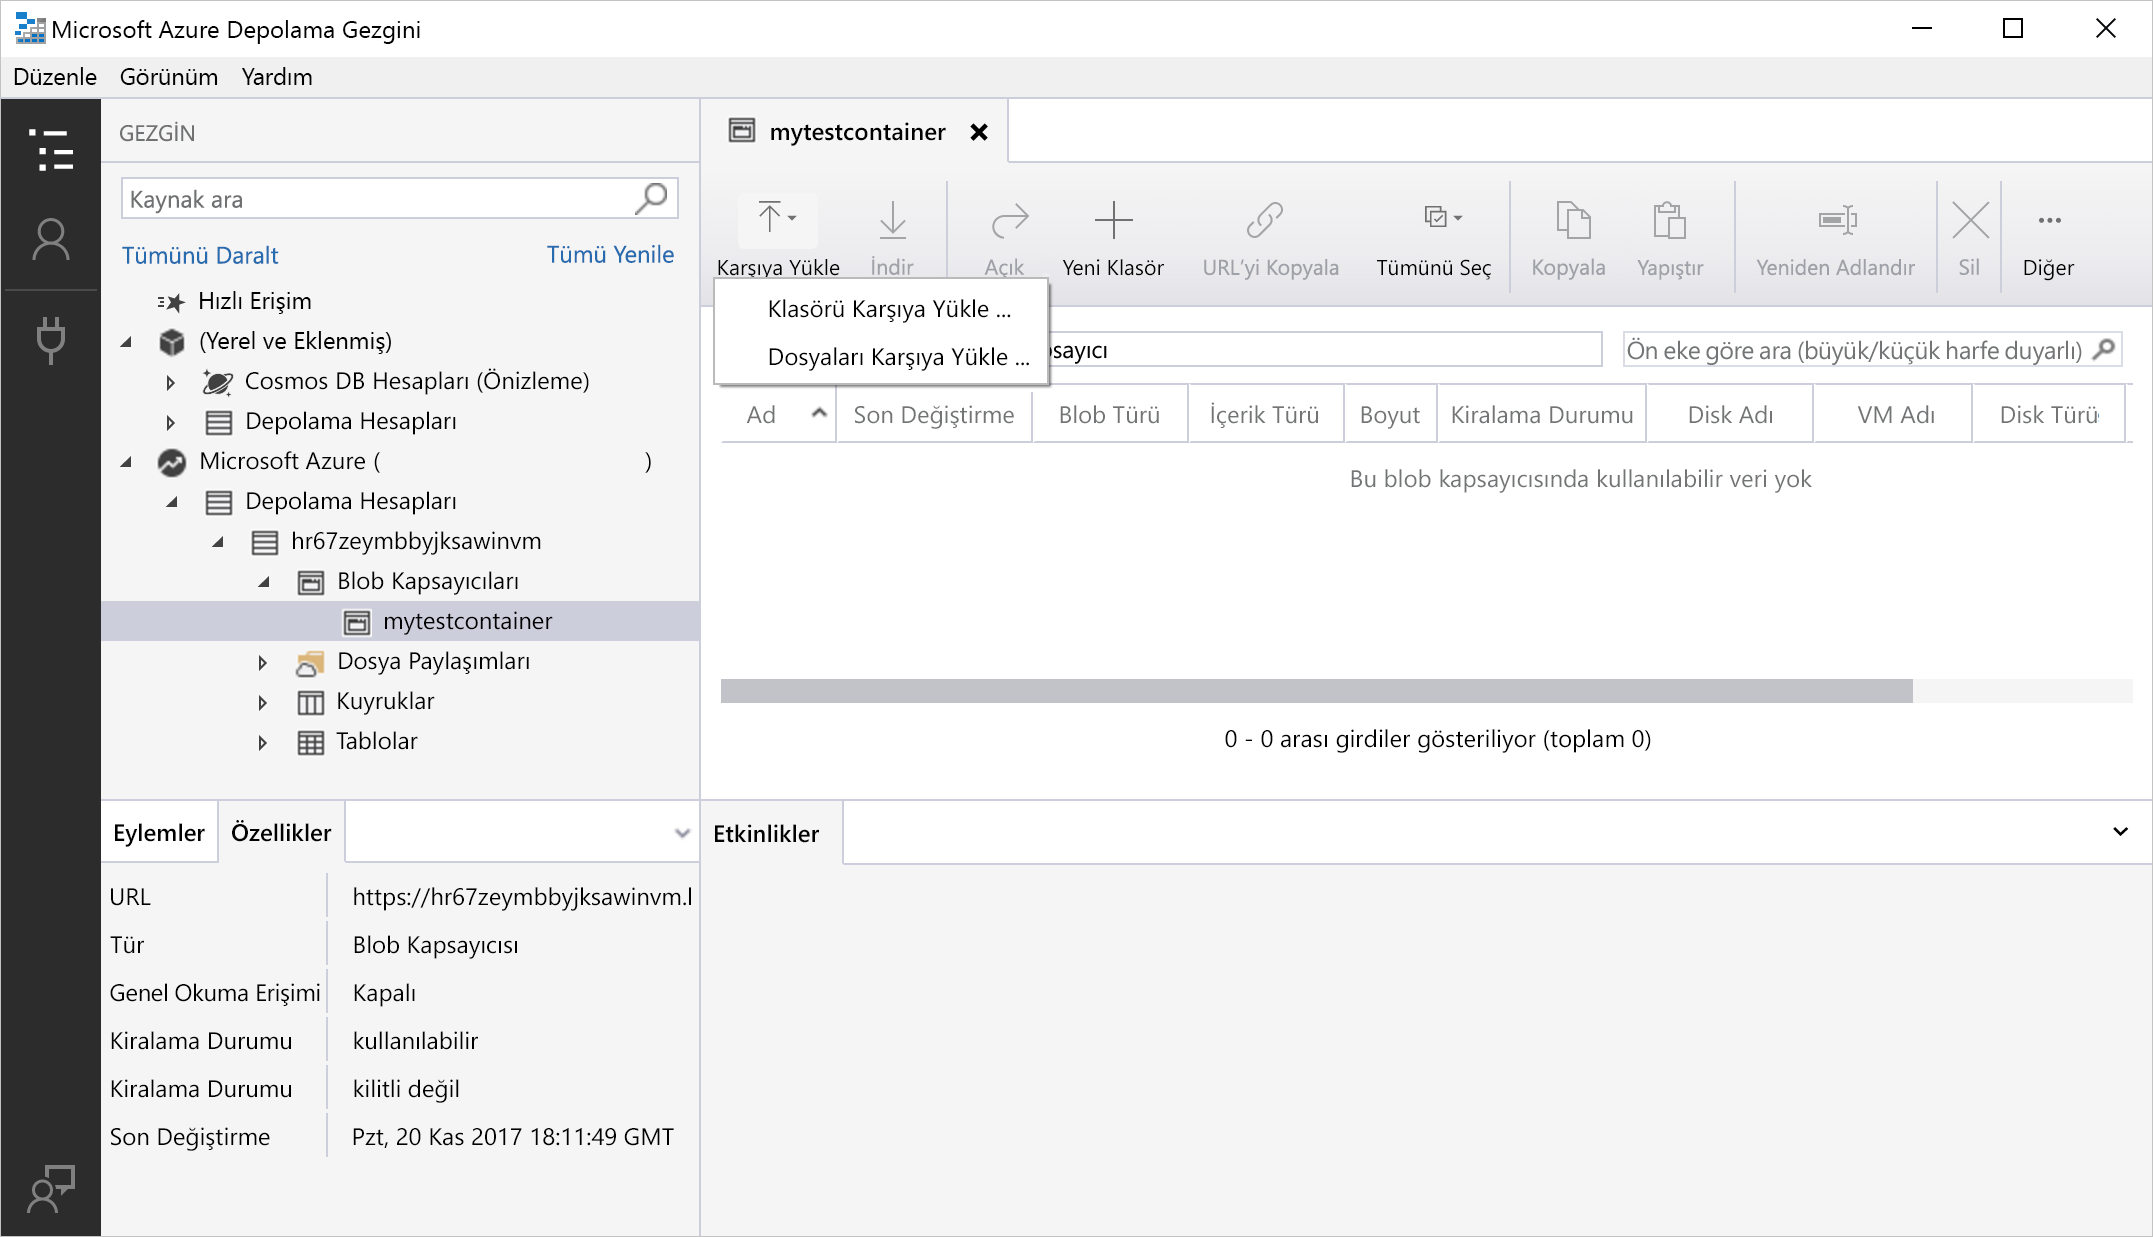 Microsoft Azure Depolama Gezgini
Düzenle Görünüm Yardım
GEZGİN
Kaynak ara
Tümünü Daralt Tümü Yenile
Hızlı Erişim
(Yerel ve Eklenmiş)
Cosmos DB Hesapları (Önizleme)
Depolama Hesapları
Microsoft Azure ( )
Depolama Hesapları
hr67zeymbbyjksawinvm
Blob Kapsayıcıları
mytestcontainer
Dosya Paylaşımları
Kuyruklar
Tablolar
Eylemler Özellikler
URL https://hr67zeymbbyjksawinvm.l
Tür Blob Kapsayıcısı
Genel Okuma Erişimi Kapalı
Kiralama Durumu kullanılabilir
Kiralama Durumu kilitli değil
Son Değiştirme Pzt, 20 Kas 2017 18:11:49 GMT
mytestcontainer
Karşıya Yükle İndir Açık Yeni Klasör URL'yi Kopyala Tümünü Seç Kopyala Yapıştır Yeniden Adlandır Sil Diğer
Klasörü Karşıya Yükle ...
Dosyaları Karşıya Yükle ...
sayıcı Ön eke göre ara (büyük/küçük harfe duyarlı)
Ad Son Değiştirme Blob Türü İçerik Türü Boyut Kiralama Durumu Disk Adı VM Adı Disk Türü
Bu blob kapsayıcısında kullanılabilir veri yok
0 - 0 arası girdiler gösteriliyor (toplam 0)
Etkinlikler